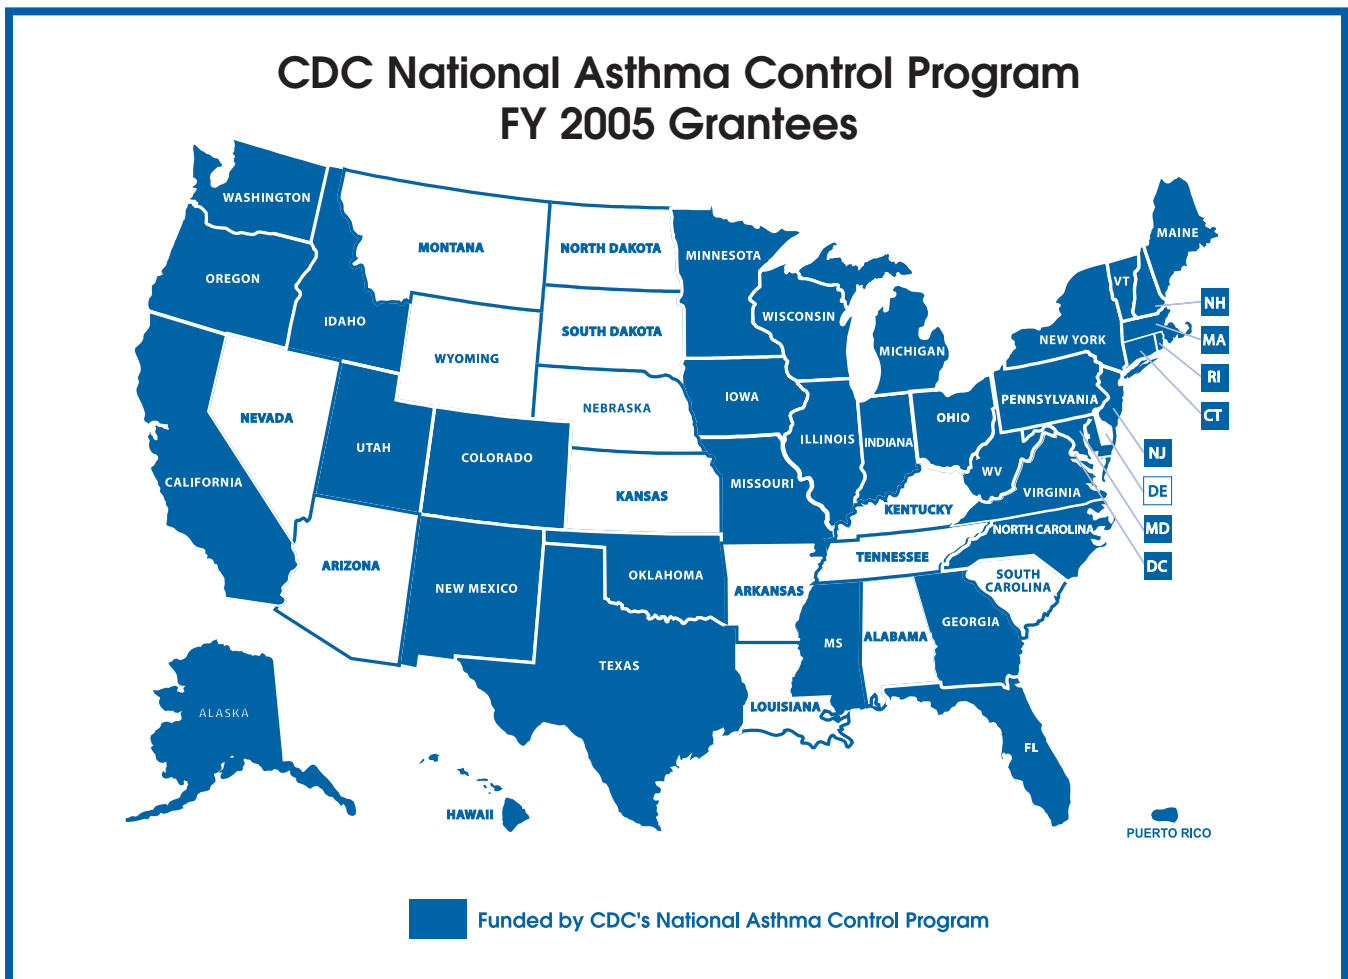 CDC National Asthma Control Program
FY 2005 Grantees
WASHINGTON
MONTANA
NORTH DAKOTA
MINNESOTA
MAINE
OREGON
IDAHO
SOUTH DAKOTA
WISCONSIN
MICHIGAN
NEW YORK
VT
NH
MA
RI
CT
WYOMING
NEBRASKA
IOWA
PENNSYLVANIA
NEVADA
UTAH
COLORADO
KANSAS
MISSOURI
ILLINOIS
INDIANA
OHIO
WV
VIRGINIA
NJ
DE
MD
DC
CALIFORNIA
ARIZONA
NEW MEXICO
OKLAHOMA
ARKANSAS
KENTUCKY
TENNESSEE
NORTH CAROLINA
SOUTH
CAROLINA
TEXAS
LOUISIANA
MS
ALABAMA
GEORGIA
FL
ALASKA
HAWAII
PUERTO RICO
Funded by CDC's National Asthma Control Program